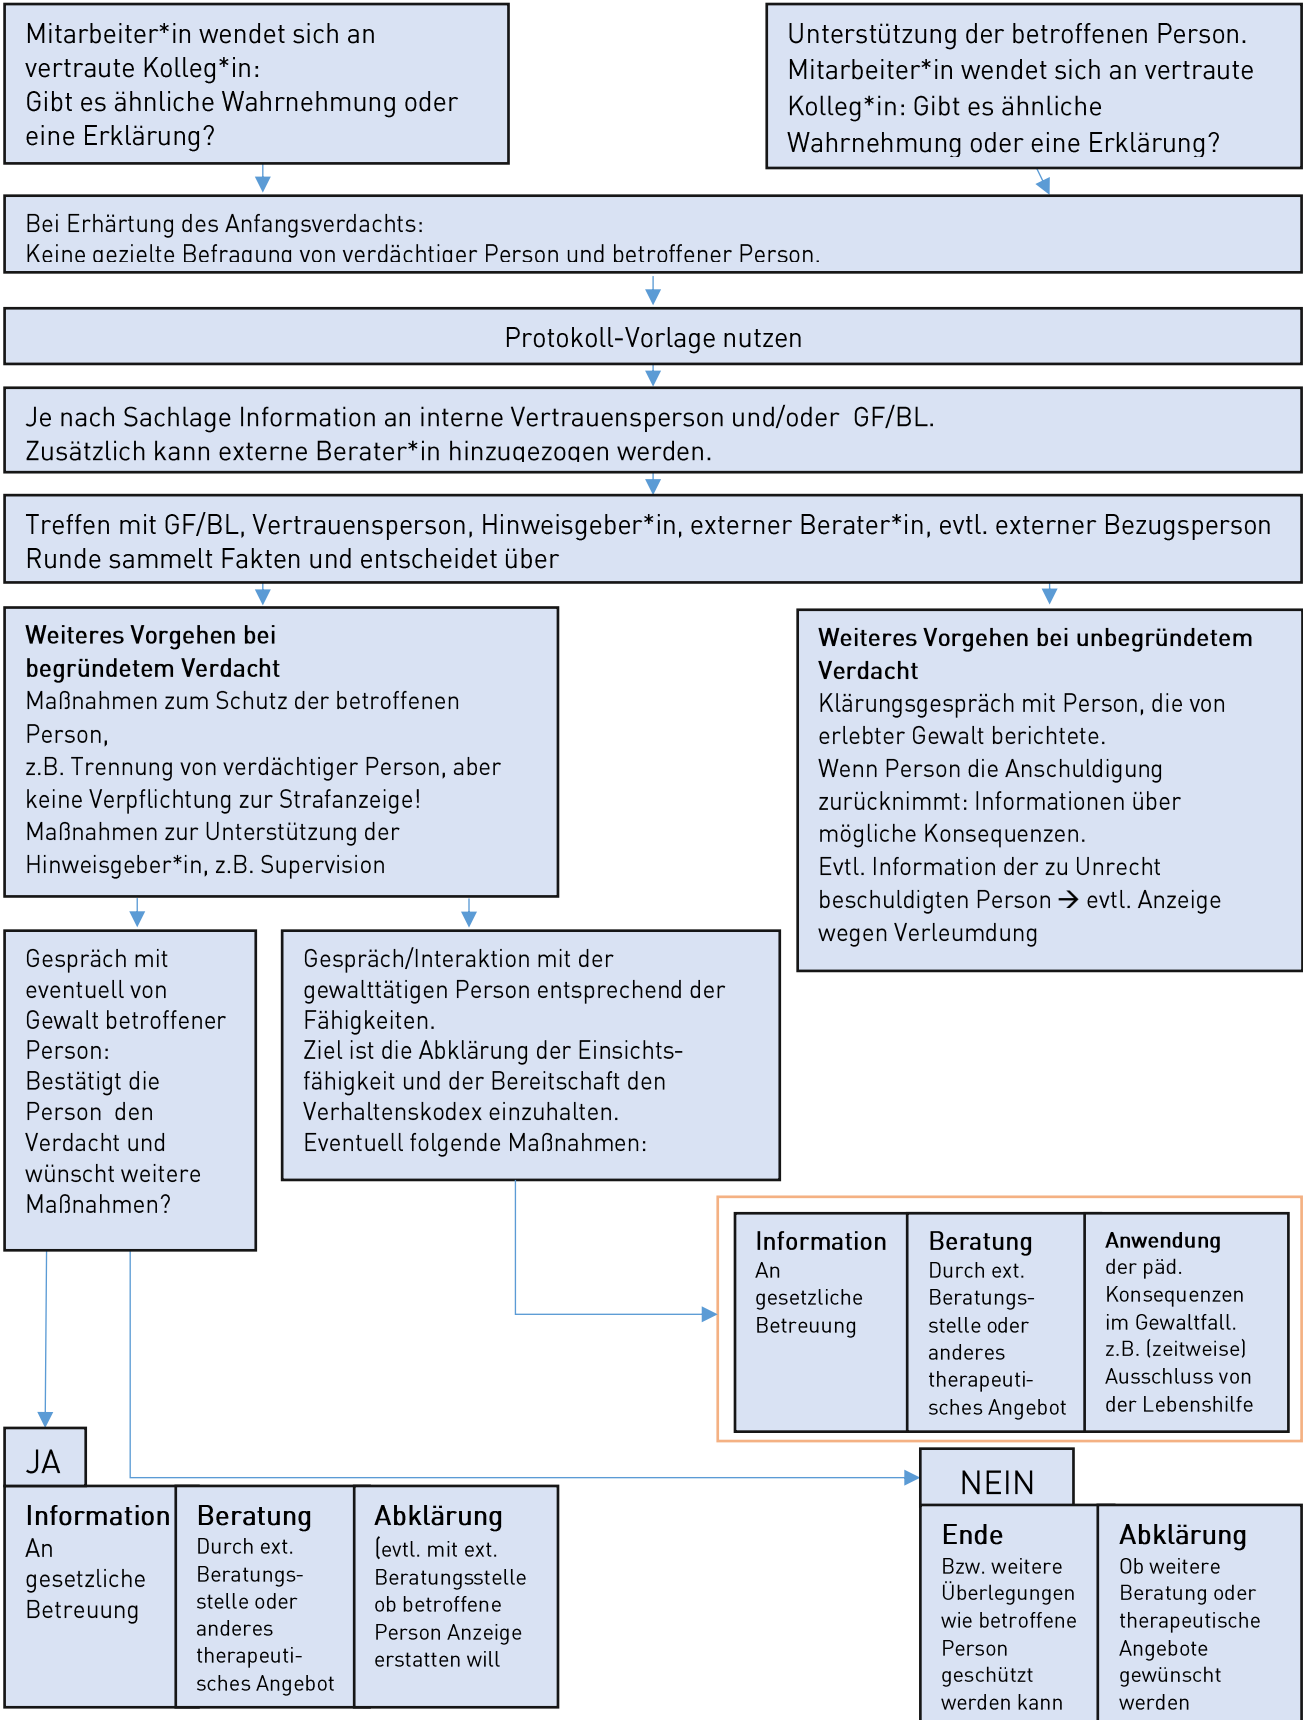 Mitarbeiter*in wendet sich an
vertraute Kolleg*in:
Gibt es ähnliche Wahrnehmung oder
eine Erklärung?
Unterstützung der betroffenen Person.
Mitarbeiter*in wendet sich an vertraute
Kolleg*in: Gibt es ähnliche
Wahrnehmung oder eine Erklärung?
Bei Erhärtung des Anfangsverdachts:
Keine gezielte Befragung von verdächtiger Person und betroffener Person.
Protokoll-Vorlage nutzen
Je nach Sachlage Information an interne Vertrauensperson und/oder  GF/BL.
Zusätzlich kann externe Berater*in hinzugezogen werden.
Treffen mit GF/BL, Vertrauensperson, Hinweisgeber*in, externer Berater*in, evtl. externer Bezugsperson
Runde sammelt Fakten und entscheidet über
Weiteres Vorgehen bei
begründetem Verdacht
Maßnahmen zum Schutz der betroffenen
Person,
z.B. Trennung von verdächtiger Person, aber
keine Verpflichtung zur Strafanzeige!
Maßnahmen zur Unterstützung der
Hinweisgeber*in, z.B. Supervision
Weiteres Vorgehen bei unbegründetem
Verdacht
Klärungsgespräch mit Person, die von
erlebter Gewalt berichtete.
Wenn Person die Anschuldigung
zurücknimmt: Informationen über
mögliche Konsequenzen.
Evtl. Information der zu Unrecht
beschuldigten Person → evtl. Anzeige
wegen Verleumdung
Gespräch mit
eventuell von
Gewalt betroffener
Person:
Bestätigt die
Person  den
Verdacht und
wünscht weitere
Maßnahmen?
Gespräch/Interaktion mit der
gewalttätigen Person entsprechend der
Fähigkeiten.
Ziel ist die Abklärung der Einsichts-
fähigkeit und der Bereitschaft den
Verhaltenskodex einzuhalten.
Eventuell folgende Maßnahmen:
Information
An
gesetzliche
Betreuung
Beratung
Durch ext.
Beratungs-
stelle oder
anderes
therapeuti-
sches Angebot
Anwendung
der päd.
Konsequenzen
im Gewaltfall.
z.B. (zeitweise)
Ausschluss von
der Lebenshilfe
JA
Information
An
gesetzliche
Betreuung
Beratung
Durch ext.
Beratungs-
stelle oder
anderes
therapeuti-
sches Angebot
Abklärung
(evtl. mit ext.
Beratungsstelle
ob betroffene
Person Anzeige
erstatten will
NEIN
Ende
Bzw. weitere
Überlegungen
wie betroffene
Person
geschützt
werden kann
Abklärung
Ob weitere
Beratung oder
therapeutische
Angebote
gewünscht
werden